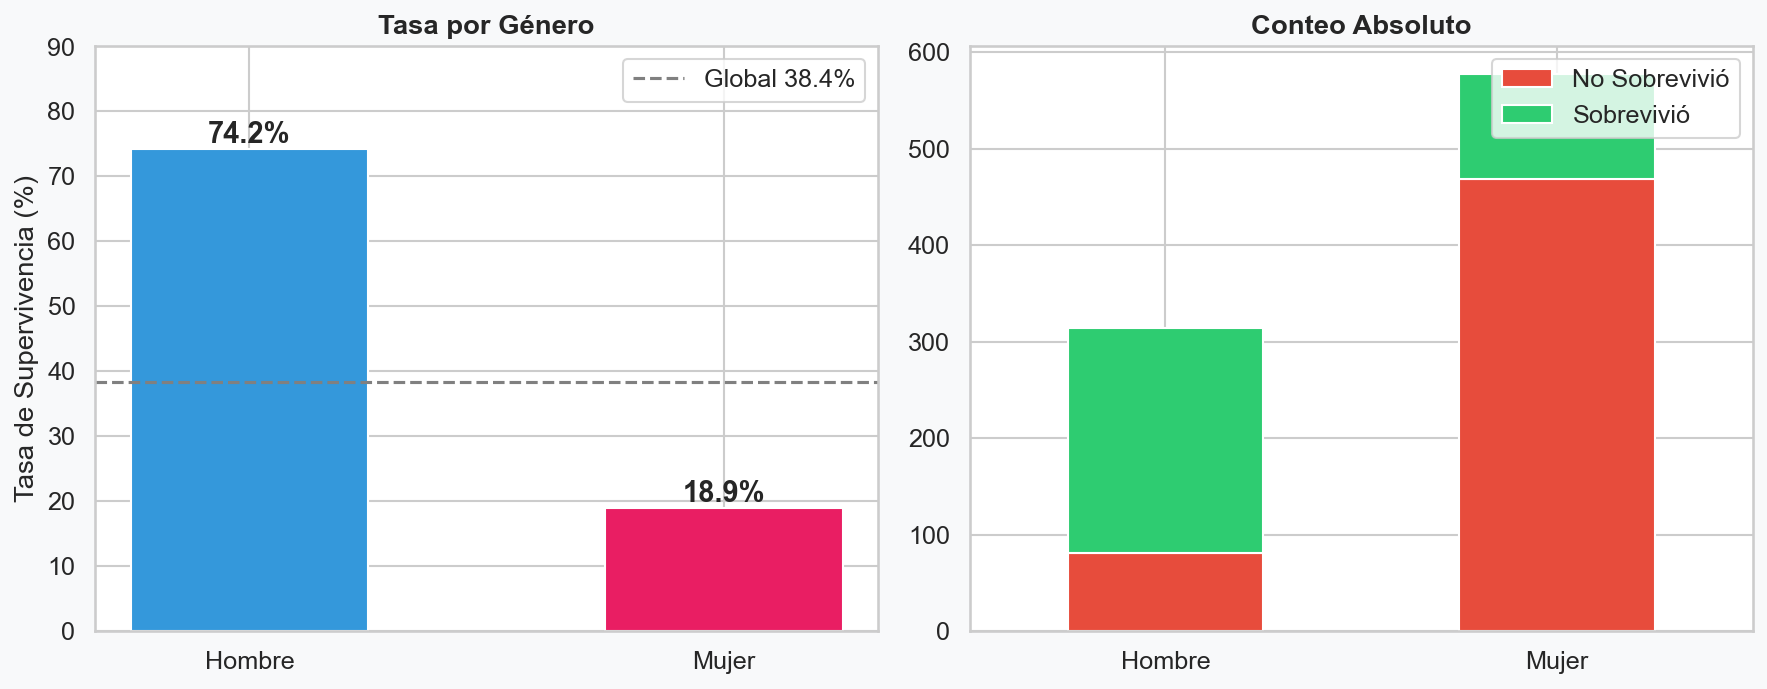 Tasa por Género
Tasa de Supervivencia (%)
90
80
70
60
50
40
30
20
10
0
Global 38.4%
74.2%
18.9%
Hombre
Mujer
Conteo Absoluto
600
500
400
300
200
100
0
No Sobrevivió
Sobrevivió
Hombre
Mujer